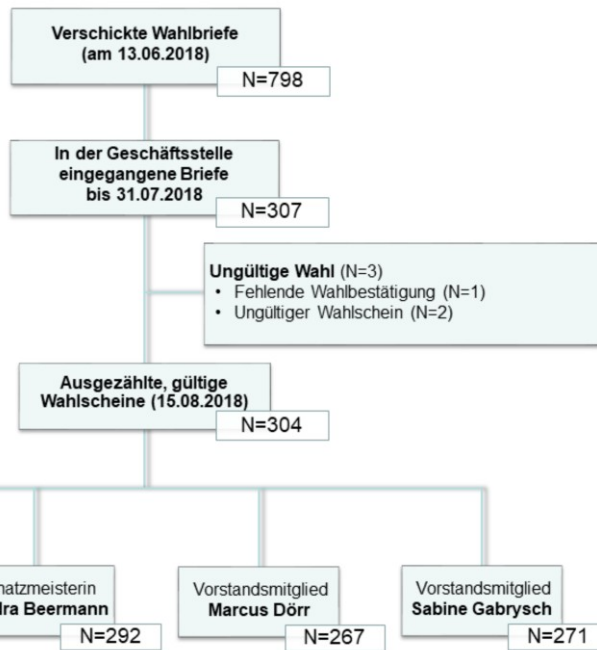 Verschickte Wahlbriefe
(am 13.06.2018)
N=798
In der Geschäftsstelle
eingegangene Briefe
bis 31.07.2018
N=307
Ungültige Wahl (N=3)
• Fehlende Wahlbestätigung (N=1)
• Ungültiger Wahlschein (N=2)
Ausgezählte, gültige
Wahlscheine (15.08.2018)
N=304
Beermann
N=292
Vorstandsmitglied
Marcus Dörr
N=267
Vorstandsmitglied
Sabine Gabrysch
N=271